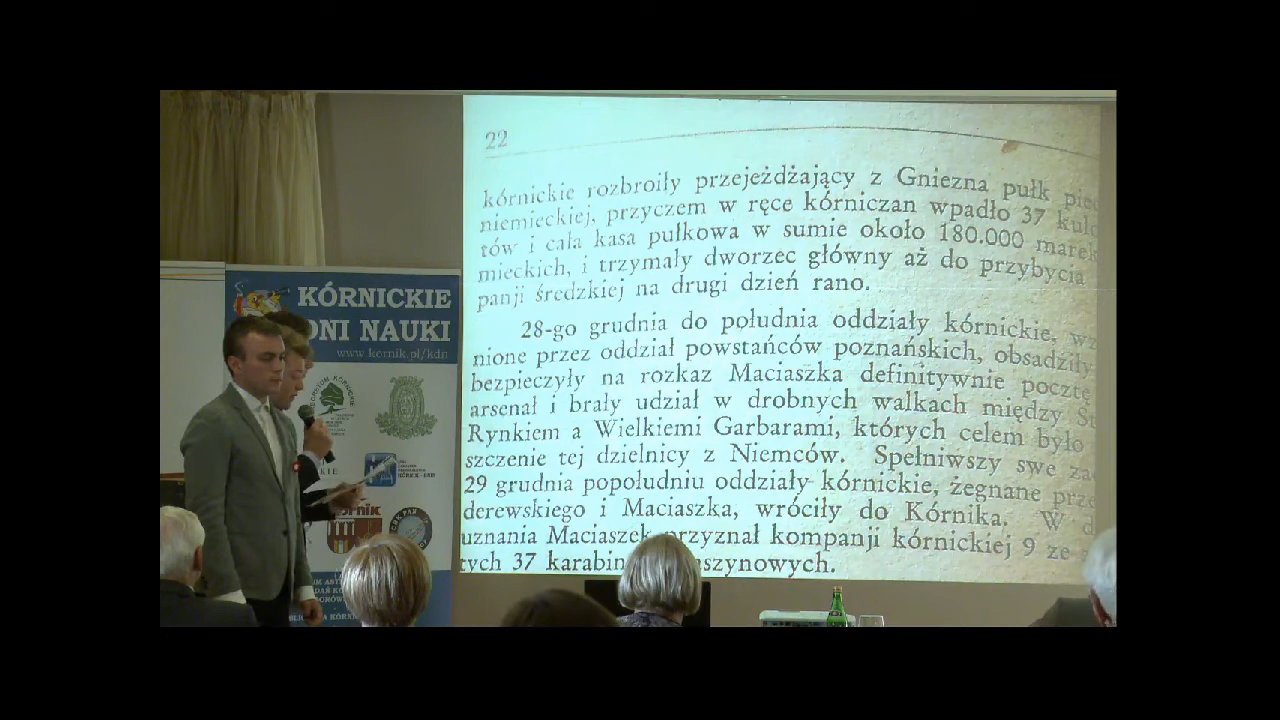 KÓRNICKIE
DNI NAUKI
www.kornik.pl/kdn
22
kórnickie rozbroiły przejeżdżający z Gniezna pułk
niemieckiej, przyczem w ręce kórniczan wpadło 37
tów i cała kasa pułkowa w sumie około 180.000 marek
mieckich, i trzymały dworzec główny aż do przybycia
panji średzkiej na drugi dzień rano.
28-go grudnia do południa oddziały kórnickie,
nione przez oddział powstańców poznańskich, obsadziły
bezpieczyły na rozkaz Maciaszka definitywnie pocztę
arsenał i brały udział w drobnych walkach między
Rynkiem a Wielkiemi Garbarami, których celem było
szczenie tej dzielnicy z Niemców. Spełniwszy swe
29 grudnia popołudniu oddziały kórnickie, żegnane
derewskiego i Maciaszka, wróciły do Kórnika. W
uznania Maciaszek przyznał kompanji kórnickiej 9 ze
tych 37